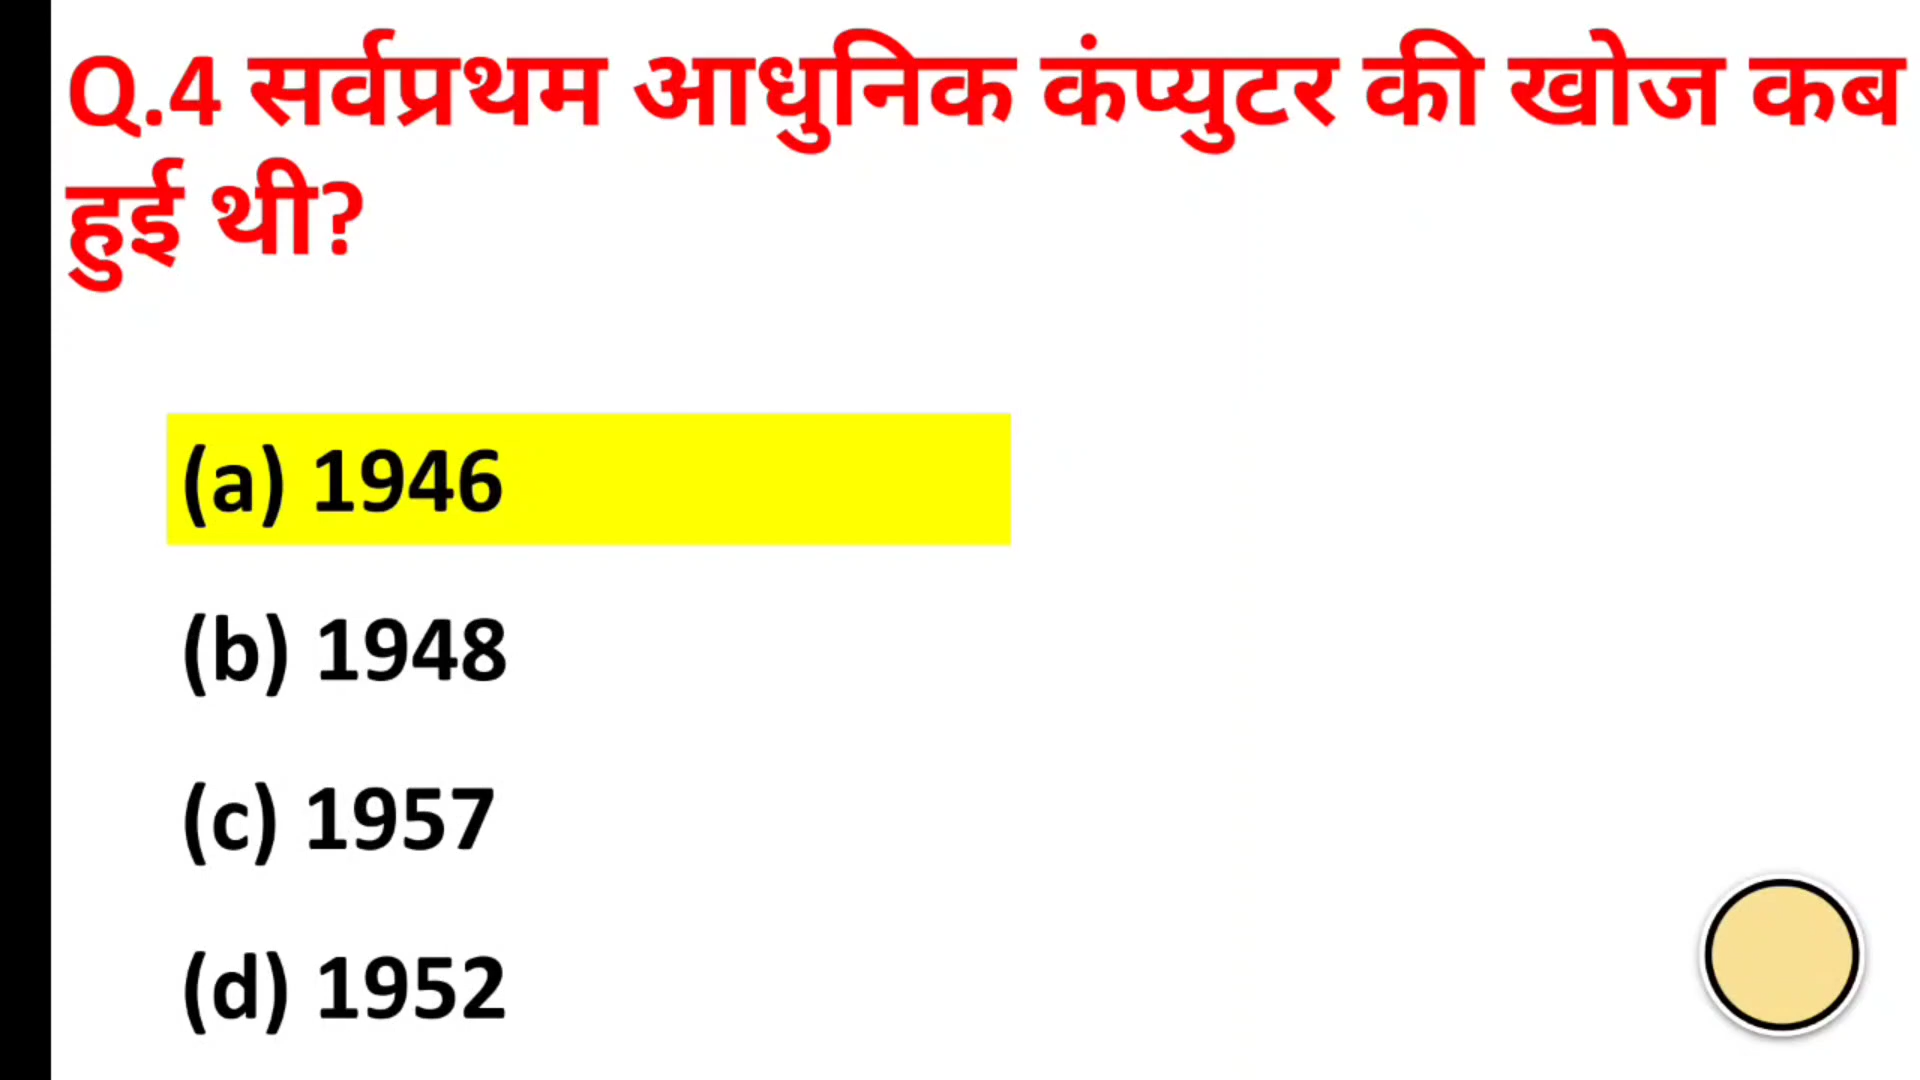 Q.4 सर्वप्रथम आधुनिक कंप्युटर की खोज कब
हुई थी?
(a) 1946
(b) 1948
(c) 1957
(d) 1952